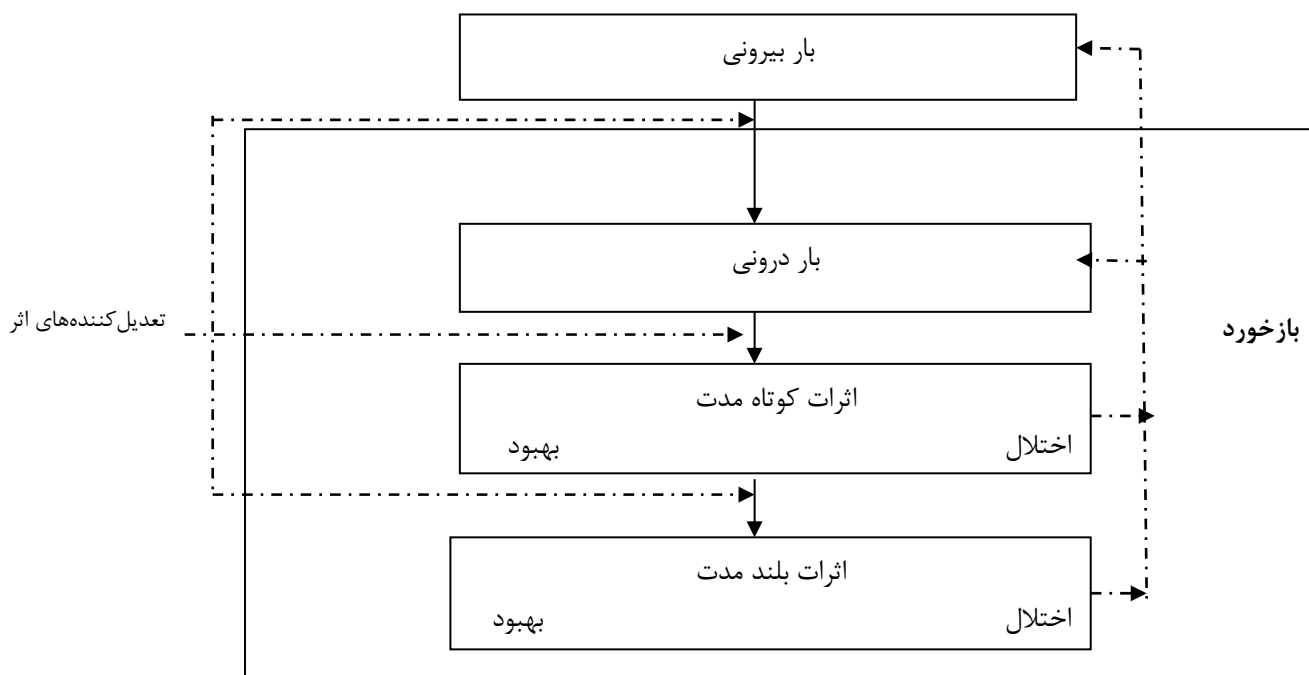 بار بیرونی
بار درونی
تعدیل‌کننده‌های اثر
بازخورد
اثرات کوتاه مدت
اختلال
بهبود
اثرات بلند مدت
اختلال
بهبود